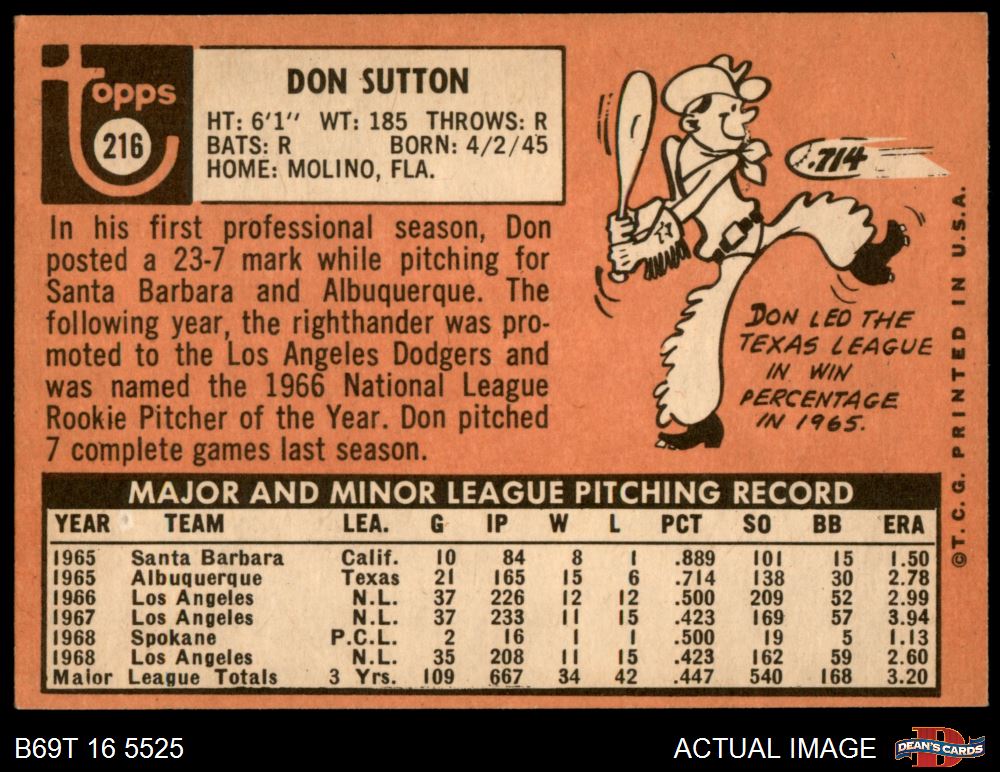 Topps
216
DON SUTTON
HT: 6'1" WT: 185 THROWS: R
BATS: R BORN: 4/2/45
HOME: MOLINO, FLA.
In his first professional season, Don
posted a 23-7 mark while pitching for
Santa Barbara and Albuquerque. The
following year, the righthander was pro-
moted to the Los Angeles Dodgers and
was named the 1966 National League
Rookie Pitcher of the Year. Don pitched
7 complete games last season.
.714
DON LED THE
TEXAS LEAGUE
IN WIN
PERCENTAGE
IN 1965.
©T.C.G. PRINTED IN U.S.A.
MAJOR AND MINOR LEAGUE PITCHING RECORD
YEAR TEAM LEA. G IP W L PCT SO BB ERA
1965 Santa Barbara Calif. 10 84 8 1 .889 101 15 1.50
1965 Albuquerque Texas 21 165 15 6 .714 138 30 2.78
1966 Los Angeles N.L. 37 226 12 12 .500 209 52 2.99
1967 Los Angeles N.L. 37 233 11 15 .423 169 57 3.94
1968 Spokane P.C.L. 2 16 1 1 .500 19 5 1.13
1968 Los Angeles N.L. 35 208 11 15 .423 162 59 2.60
Major League Totals 3 Yrs. 109 667 34 42 .447 540 168 3.20
B69T 16 5525
ACTUAL IMAGE
DEAN'S CARDS